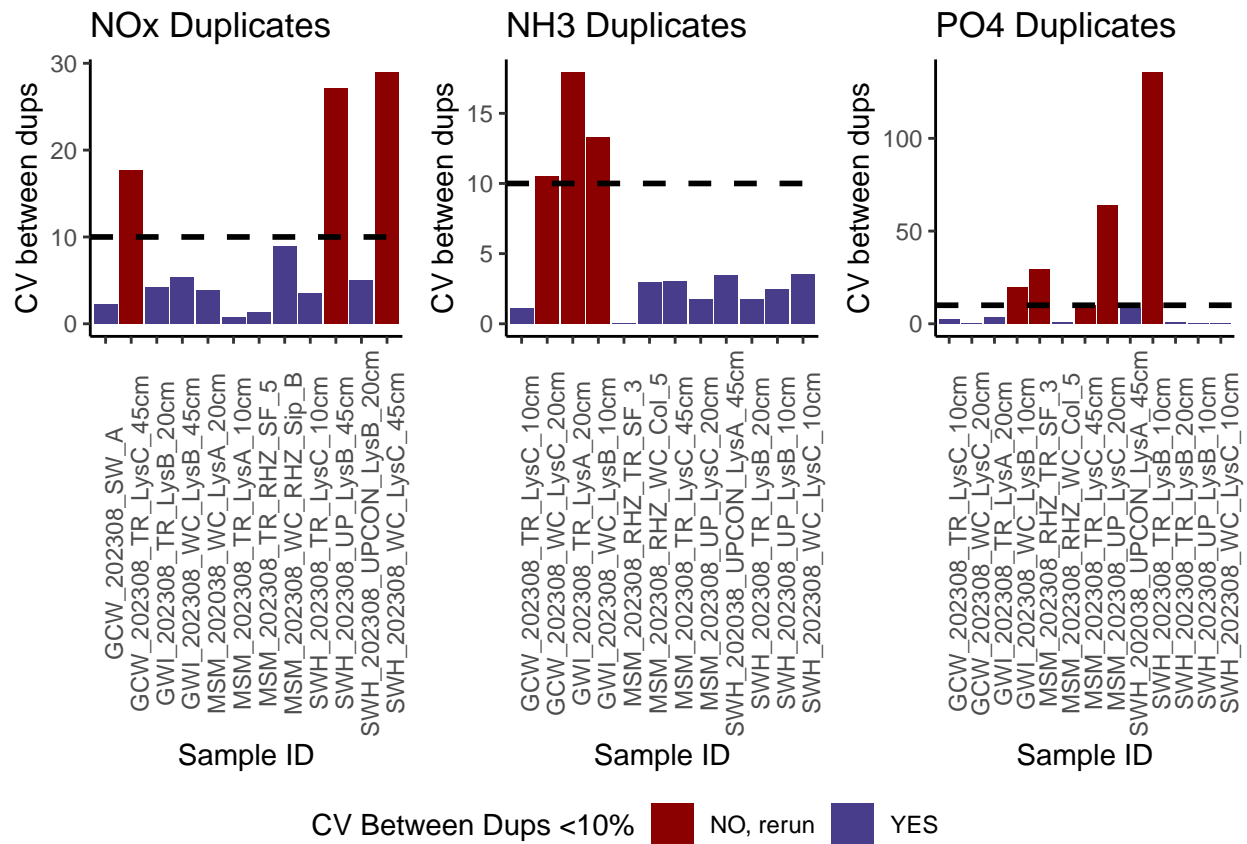 NOx Duplicates
CV between dups
30
20
10
0
GCW_202308_SW_A
GCW_202308_TR_LysC_45cm
GWI_202308_TR_LysB_20cm
GWI_202308_WC_LysB_45cm
MSM_202038_WC_LysA_20cm
MSM_202308_TR_LysA_10cm
MSM_202308_TR_RHZ_SF_5
MSM_202308_WC_RHZ_Sip_B
SWH_202308_TR_LysC_10cm
SWH_202308_UP_LysB_45cm
SWH_202308_UPCON_LysB_20cm
SWH_202308_WC_LysC_45cm
Sample ID
NH3 Duplicates
CV between dups
15
10
5
0
GCW_202308_TR_LysC_10cm
GCW_202308_WC_LysC_20cm
GWI_202308_TR_LysA_20cm
GWI_202308_WC_LysB_10cm
MSM_202308_RHZ_TR_SF_3
MSM_202308_RHZ_WC_Col_5
MSM_202308_TR_LysC_45cm
MSM_202308_UP_LysC_20cm
SWH_202038_UPCON_LysA_45cm
SWH_202308_TR_LysB_20cm
SWH_202308_UP_LysB_10cm
SWH_202308_WC_LysC_10cm
Sample ID
PO4 Duplicates
CV between dups
100
50
0
GCW_202308_TR_LysC_10cm
GCW_202308_WC_LysC_20cm
GWI_202308_TR_LysA_20cm
GWI_202308_WC_LysB_10cm
MSM_202308_RHZ_TR_SF_3
MSM_202308_RHZ_WC_Col_5
MSM_202308_TR_LysC_45cm
MSM_202308_UP_LysC_20cm
SWH_202038_UPCON_LysA_45cm
SWH_202308_TR_LysB_10cm
SWH_202308_TR_LysB_20cm
SWH_202308_UP_LysB_10cm
SWH_202308_WC_LysC_10cm
Sample ID
CV Between Dups <10%
NO, rerun
YES